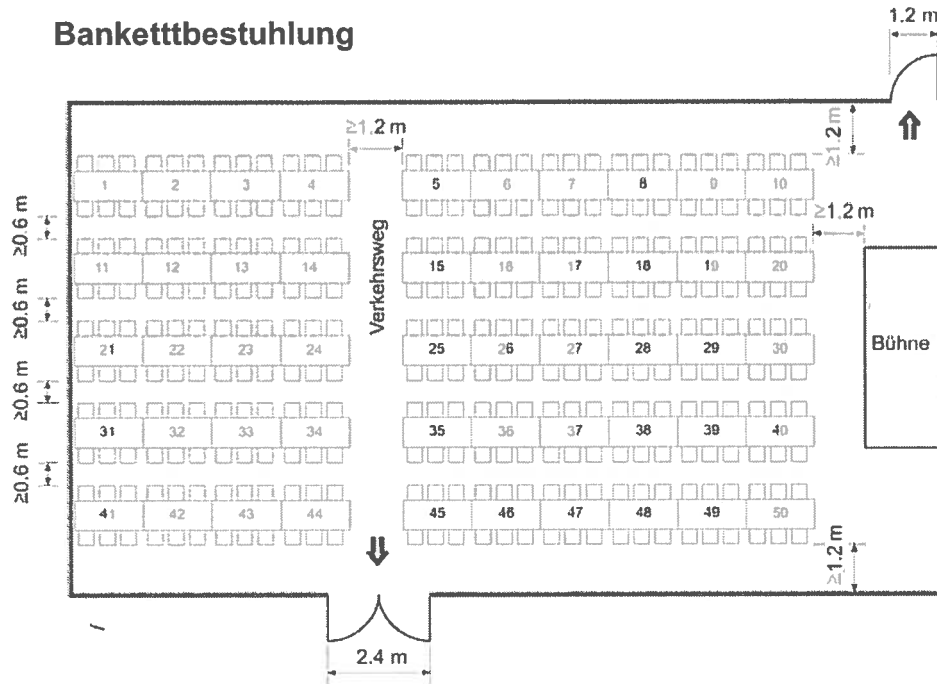 Banketttbestuhlung
1.2 m
≥1.2 m
≥1.2 m
1 2 3 4 5 6 7 8 9 10
≥0.6 m
≥1.2 m
Verkehrsweg
11 12 13 14 15 16 17 18 19 20
≥0.6 m
21 22 23 24 25 26 27 28 29 30
Bühne
≥0.6 m
31 32 33 34 35 36 37 38 39 40
≥0.6 m
41 42 43 44 45 46 47 48 49 50
≥1.2 m
2.4 m